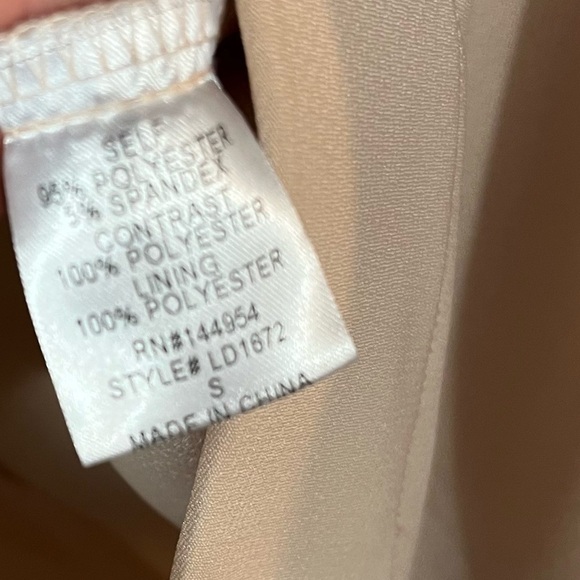 SELF
95% POLYESTER
5% SPANDEX
CONTRAST
100% POLYESTER
LINING
100% POLYESTER
RN#144954
STYLE# LD1672
S
MADE IN CHINA